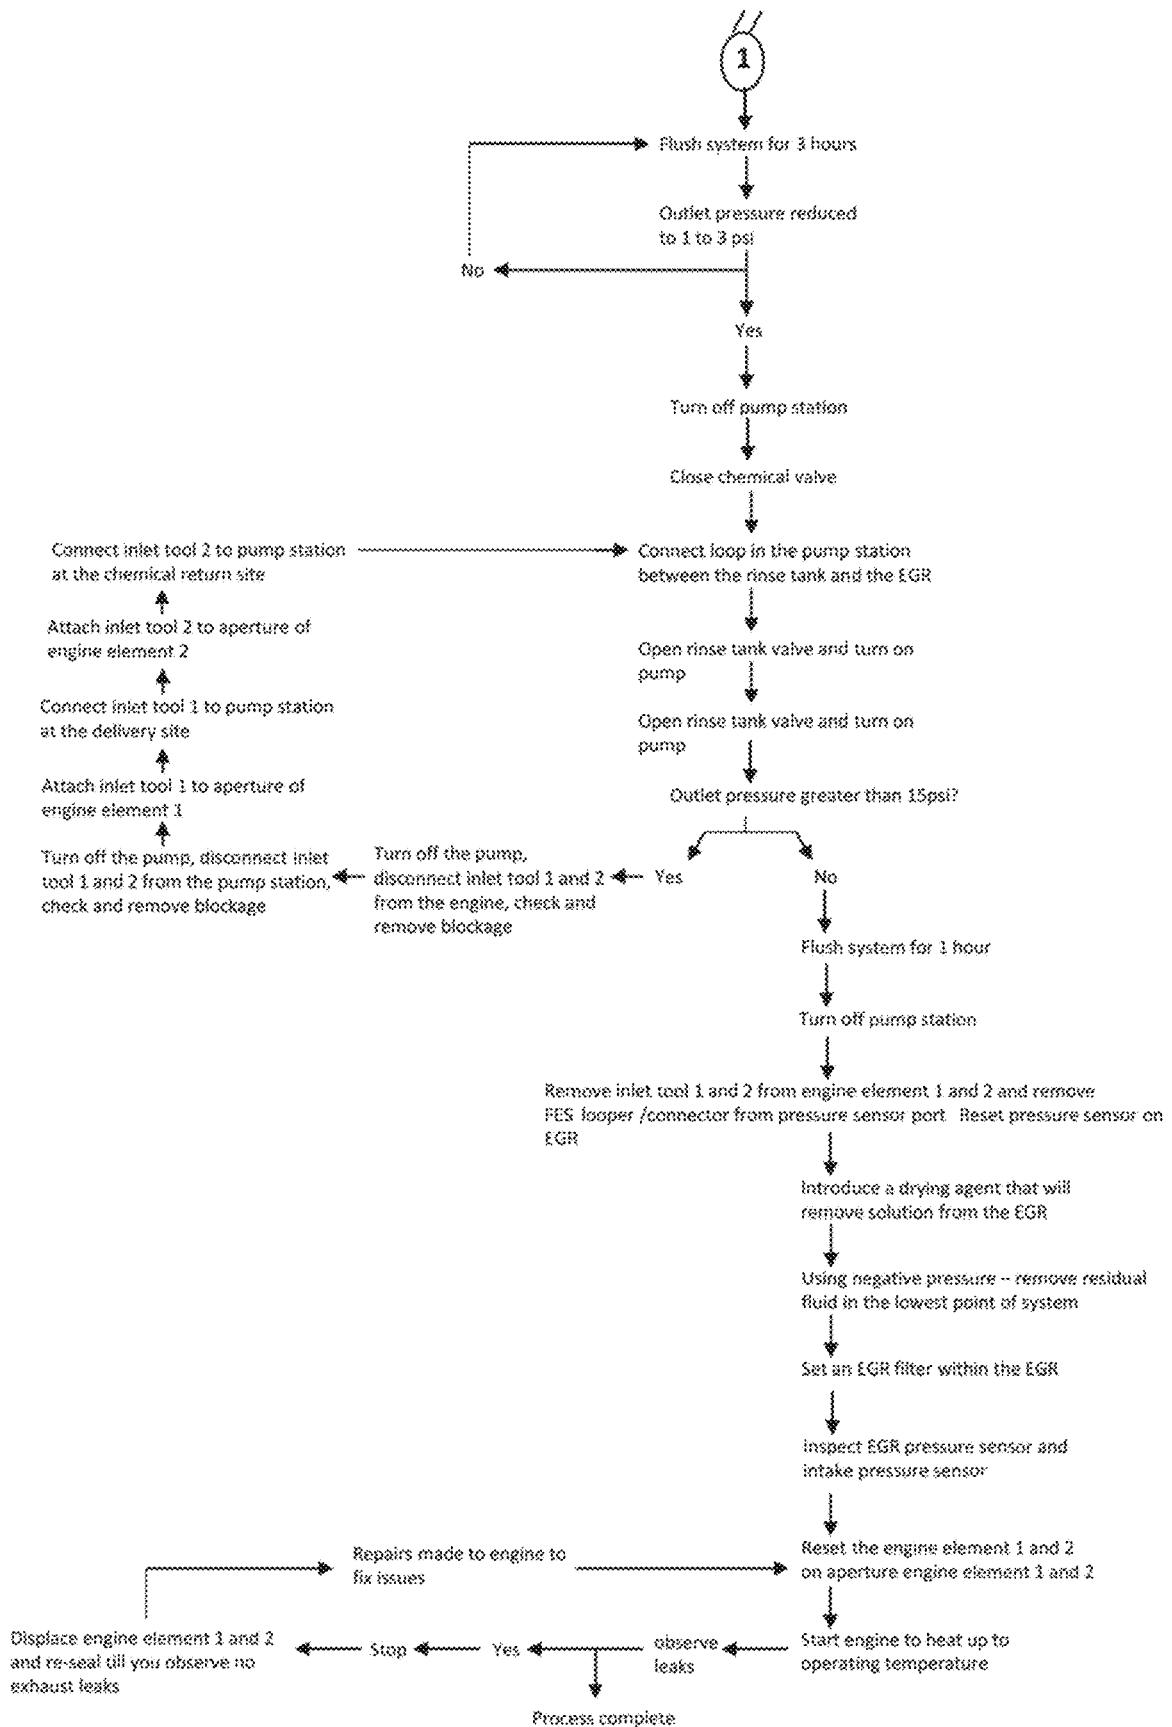 1
Flush system for 3 hours
Outlet pressure reduced
to 1 to 3 psi
No
Yes
Turn off pump station
Close chemical valve
Connect inlet tool 2 to pump station
at the chemical return site
Connect loop in the pump station
between the rinse tank and the EGR
Attach inlet tool 2 to aperture of
engine element 2
Open rinse tank valve and turn on
pump
Connect inlet tool 1 to pump station
at the delivery site
Open rinse tank valve and turn on
pump
Attach inlet tool 1 to aperture of
engine element 1
Outlet pressure greater than 15psi?
Turn off the pump, disconnect inlet
tool 1 and 2 from the pump station,
check and remove blockage
Turn off the pump,
disconnect inlet tool 1 and 2
from the engine, check and
remove blockage
Yes
No
Flush system for 1 hour
Turn off pump station
Remove inlet tool 1 and 2 from engine element 1 and 2 and remove
FES looper /connector from pressure sensor port Reset pressure sensor on
EGR
Introduce a drying agent that will
remove solution from the EGR
Using negative pressure – remove residual
fluid in the lowest point of system
Set an EGR filter within the EGR
Inspect EGR pressure sensor and
intake pressure sensor
Repairs made to engine to
fix issues
Reset the engine element 1 and 2
on aperture engine element 1 and 2
Displace engine element 1 and 2
and re-seal till you observe no
exhaust leaks
Stop
Yes
observe
leaks
Start engine to heat up to
operating temperature
Process complete